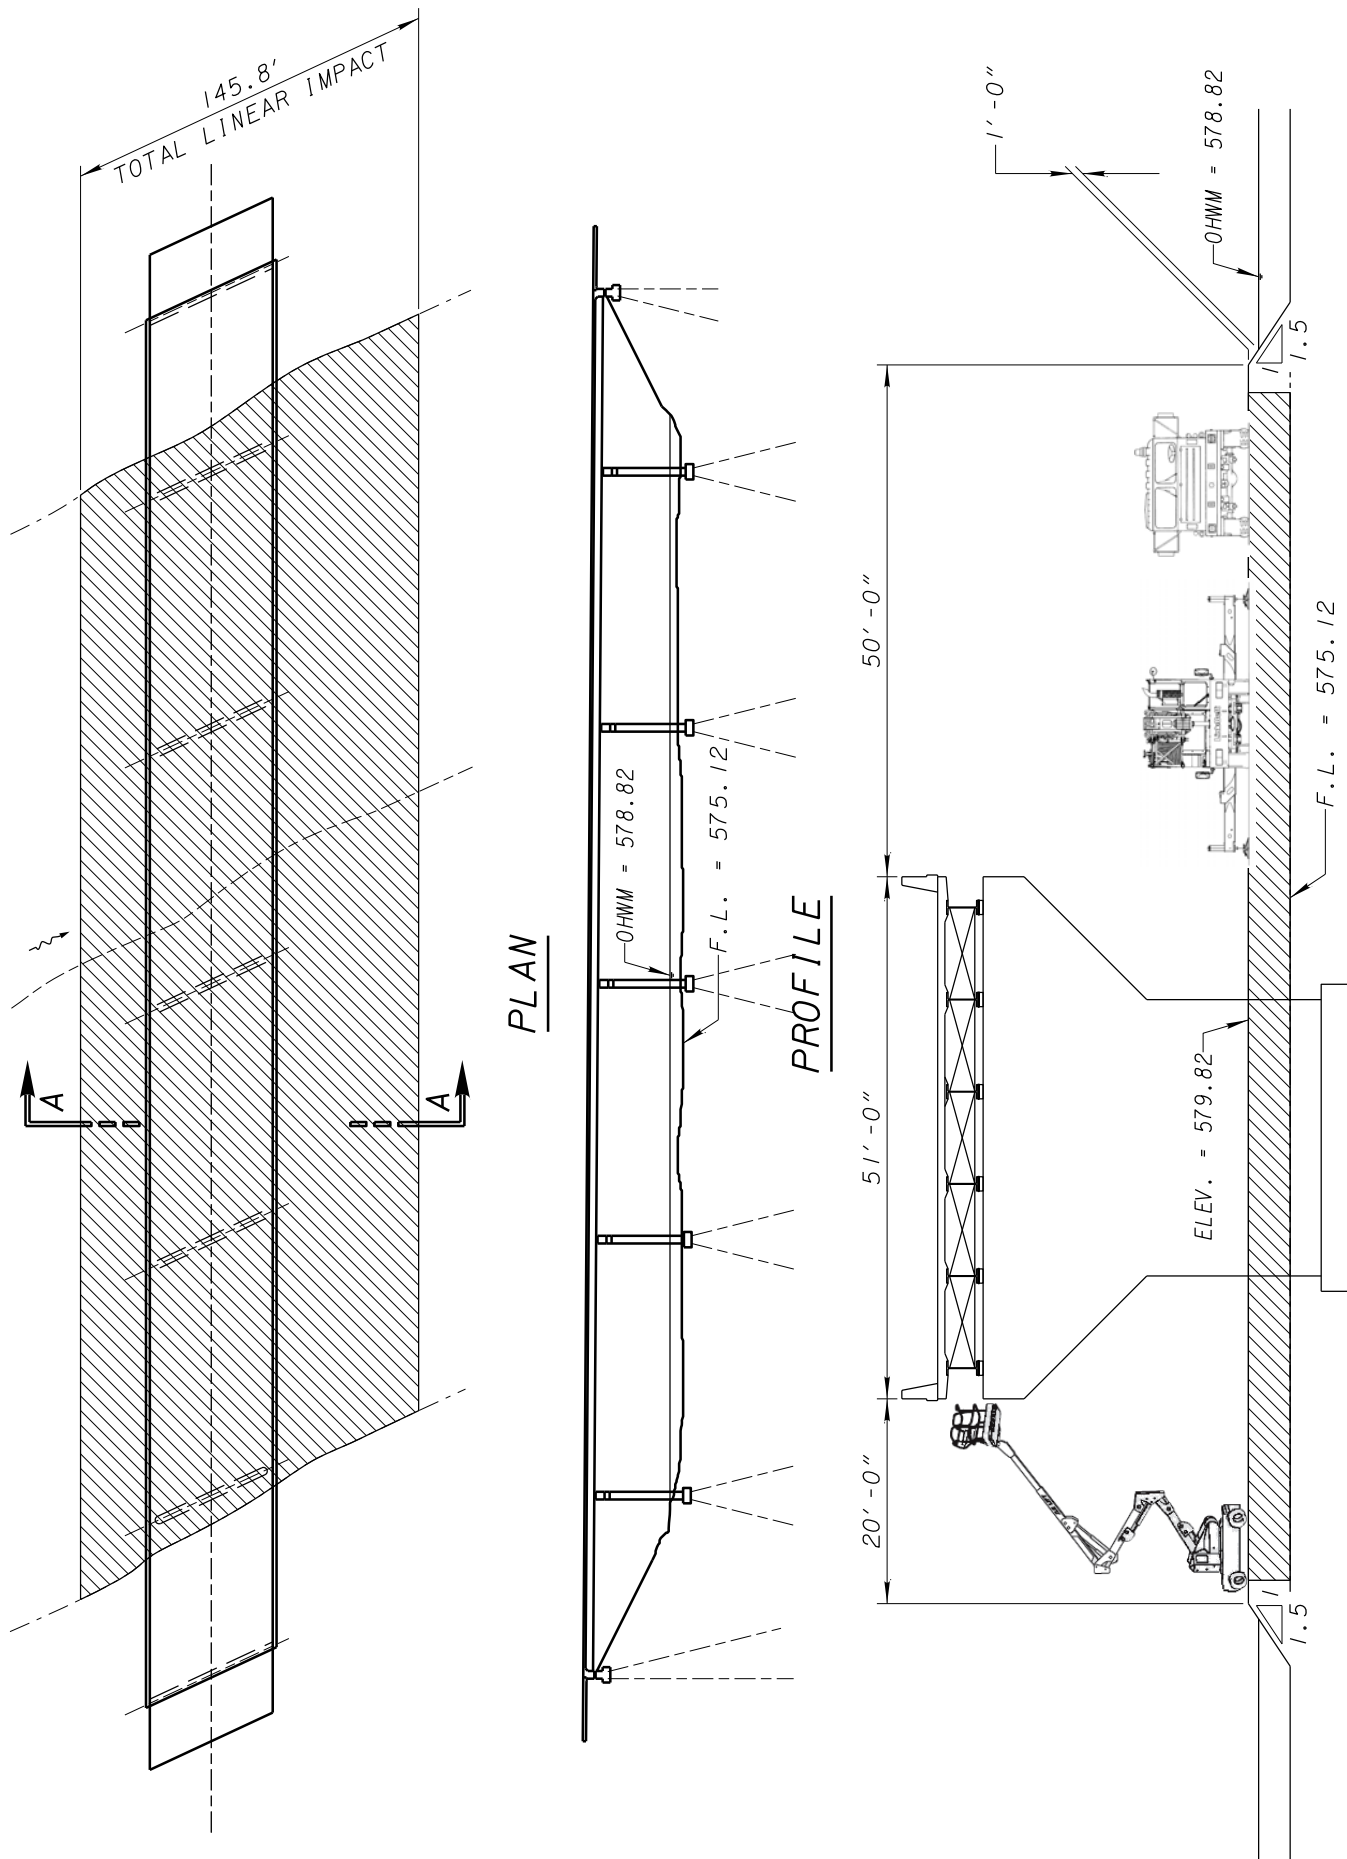 145.8'
TOTAL LINEAR IMPACT
A
A
PLAN
OHWM = 578.82
F.L. = 575.12
PROFILE
20'-0"
51'-0"
50'-0"
1'-0"
OHWM = 578.82
ELEV. = 579.82
F.L. = 575.12
1
1.5
1
1.5